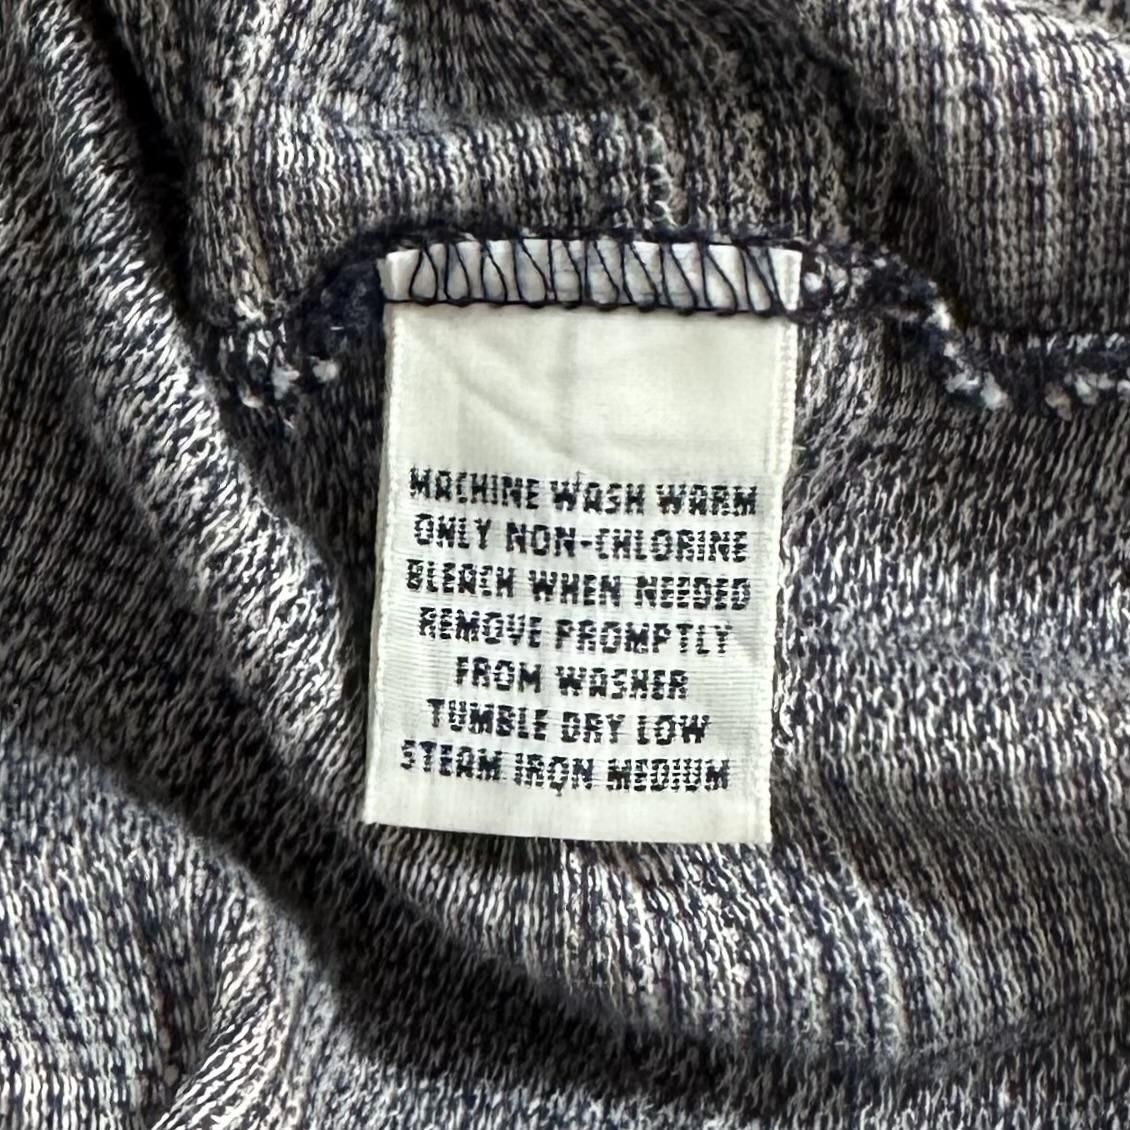 MACHINE WASH WARM
ONLY NON-CHLORINE
BLEACH WHEN NEEDED
REMOVE PROMPTLY
FROM WASHER
TUMBLE DRY LOW
STEAM IRON MEDIUM